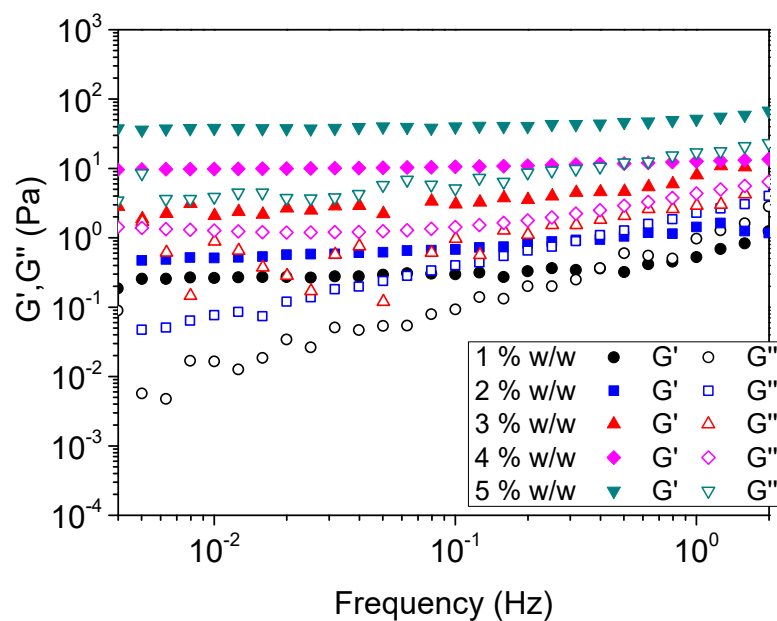 10³
10²
10¹
10⁰
10⁻¹
10⁻²
10⁻³
10⁻⁴
G',G'' (Pa)
1 % w/w G' G''
2 % w/w G' G''
3 % w/w G' G''
4 % w/w G' G''
5 % w/w G' G''
10⁻² 10⁻¹ 10⁰
Frequency (Hz)